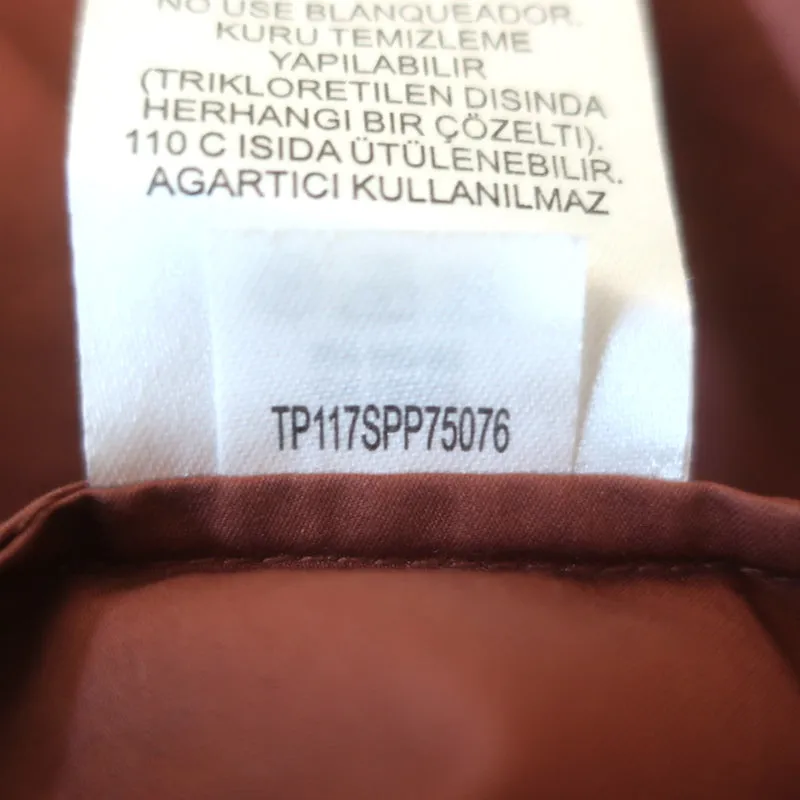 NO USE BLANQUEADOR.
KURU TEMIZLEME
YAPILABILIR
(TRIKLORETILEN DISINDA
HERHANGI BIR ÇÖZELTI).
110 C ISIDA ÜTÜLENEBILIR.
AGARTICI KULLANILMAZ
TP117SPP75076